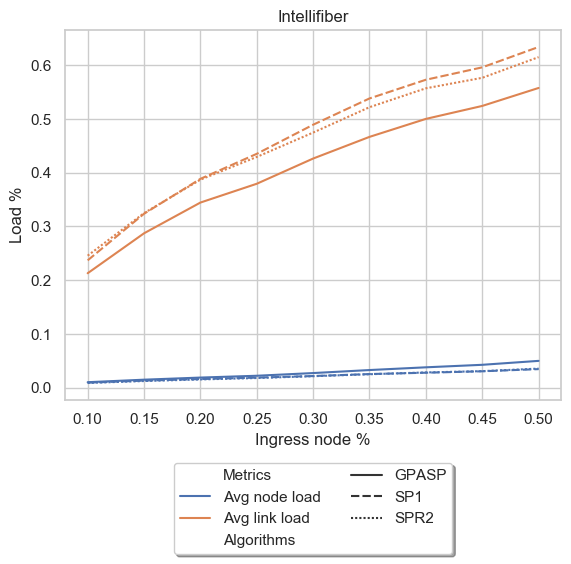 Intellifiber
Load %
0.6
0.5
0.4
0.3
0.2
0.1
0.0
0.10 0.15 0.20 0.25 0.30 0.35 0.40 0.45 0.50
Ingress node %
Metrics
Avg node load
Avg link load
Algorithms
GPASP
SP1
SPR2